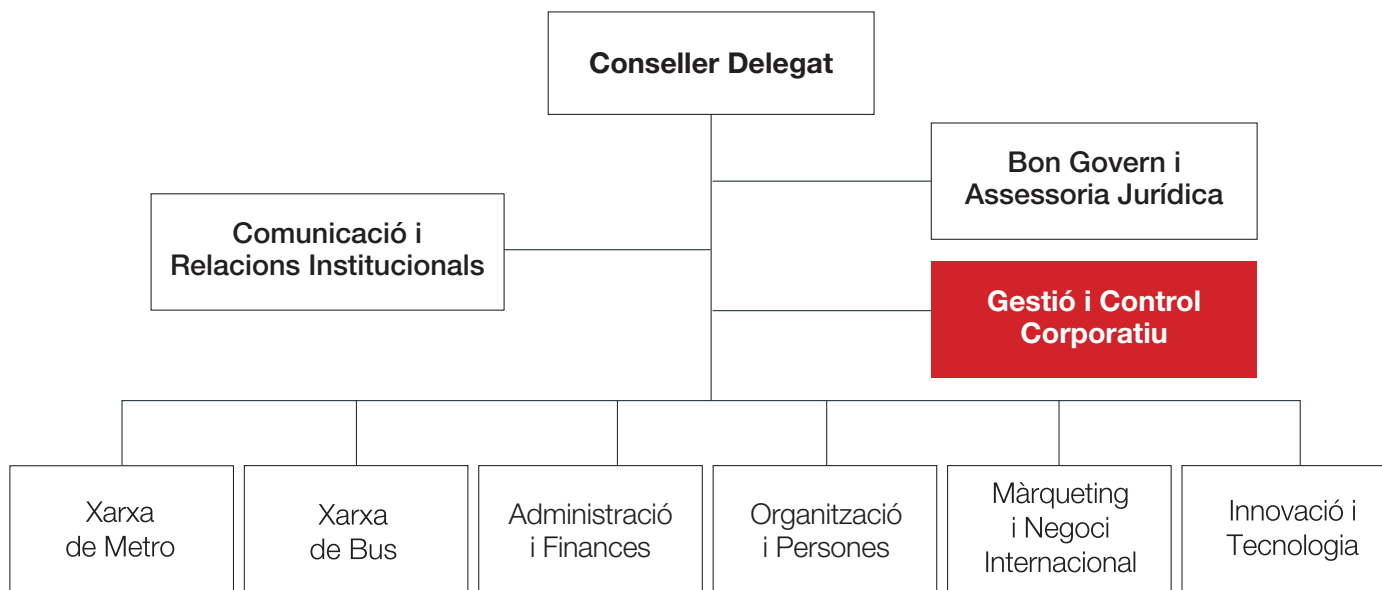 Conseller Delegat
Bon Govern i
Assessoria Jurídica
Comunicació i
Relacions Institucionals
Gestió i Control
Corporatiu
Xarxa
de Metro
Xarxa
de Bus
Administració
i Finances
Organització
i Persones
Màrqueting
i Negoci
Internacional
Innovació i
Tecnologia